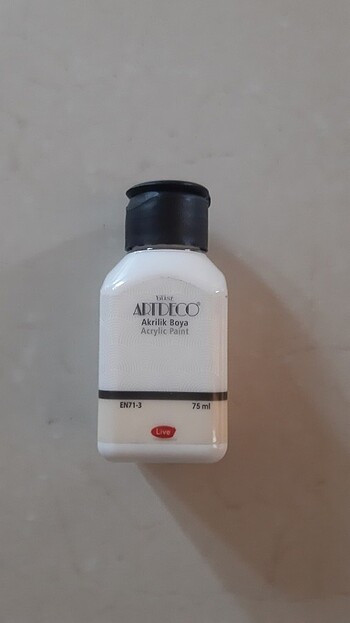 ARTDECO®
Akrilik Boya
Acrylic Paint
EN71-3 75 ml
Live